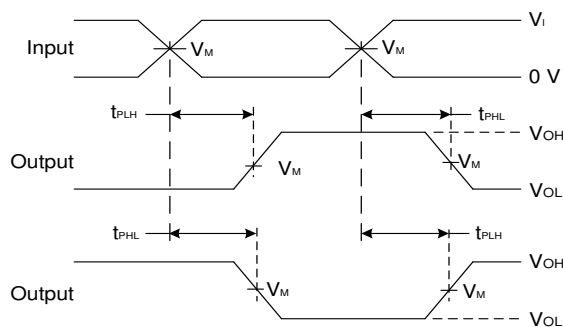 VI
Input VM VM
0 V
tPLH tPHL
VOH
Output VM VM
VOL
tPHL tPLH
VOH
Output VM VM
VOL